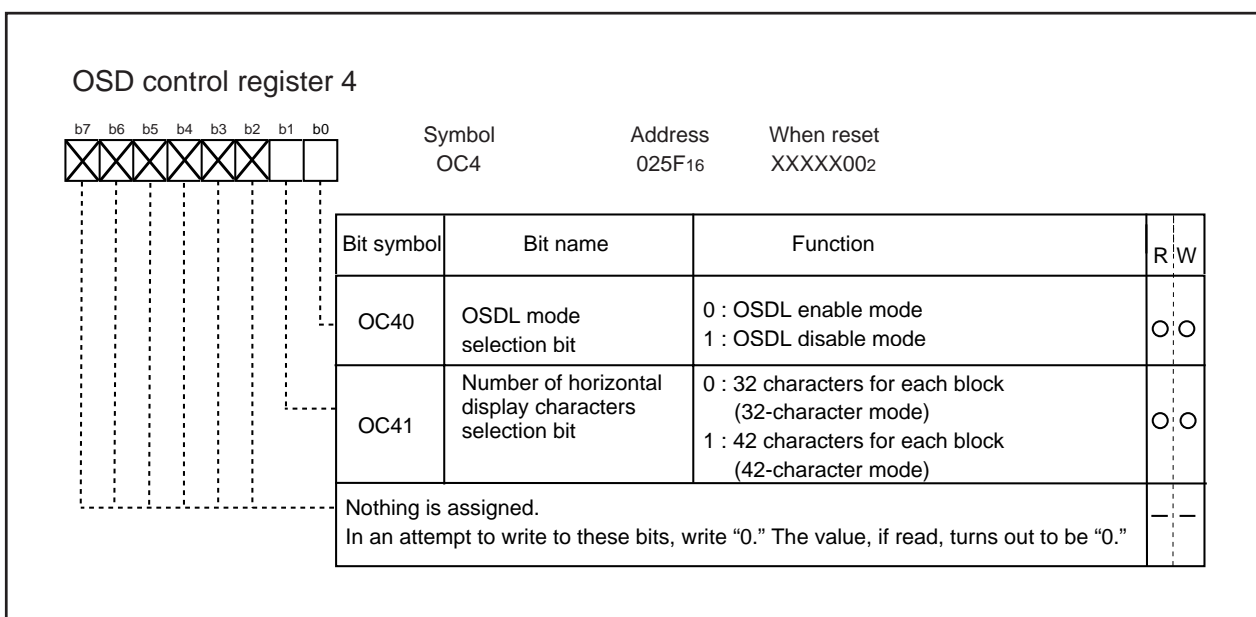 OSD control register 4
b7 b6 b5 b4 b3 b2 b1 b0
Symbol Address When reset
OC4 025F16 XXXXX002
Bit symbol Bit name Function R W
OC40 OSDL mode selection bit 0 : OSDL enable mode
1 : OSDL disable mode
OC41 Number of horizontal display characters selection bit 0 : 32 characters for each block
(32-character mode)
1 : 42 characters for each block
(42-character mode)
Nothing is assigned.
In an attempt to write to these bits, write “0.” The value, if read, turns out to be “0.”